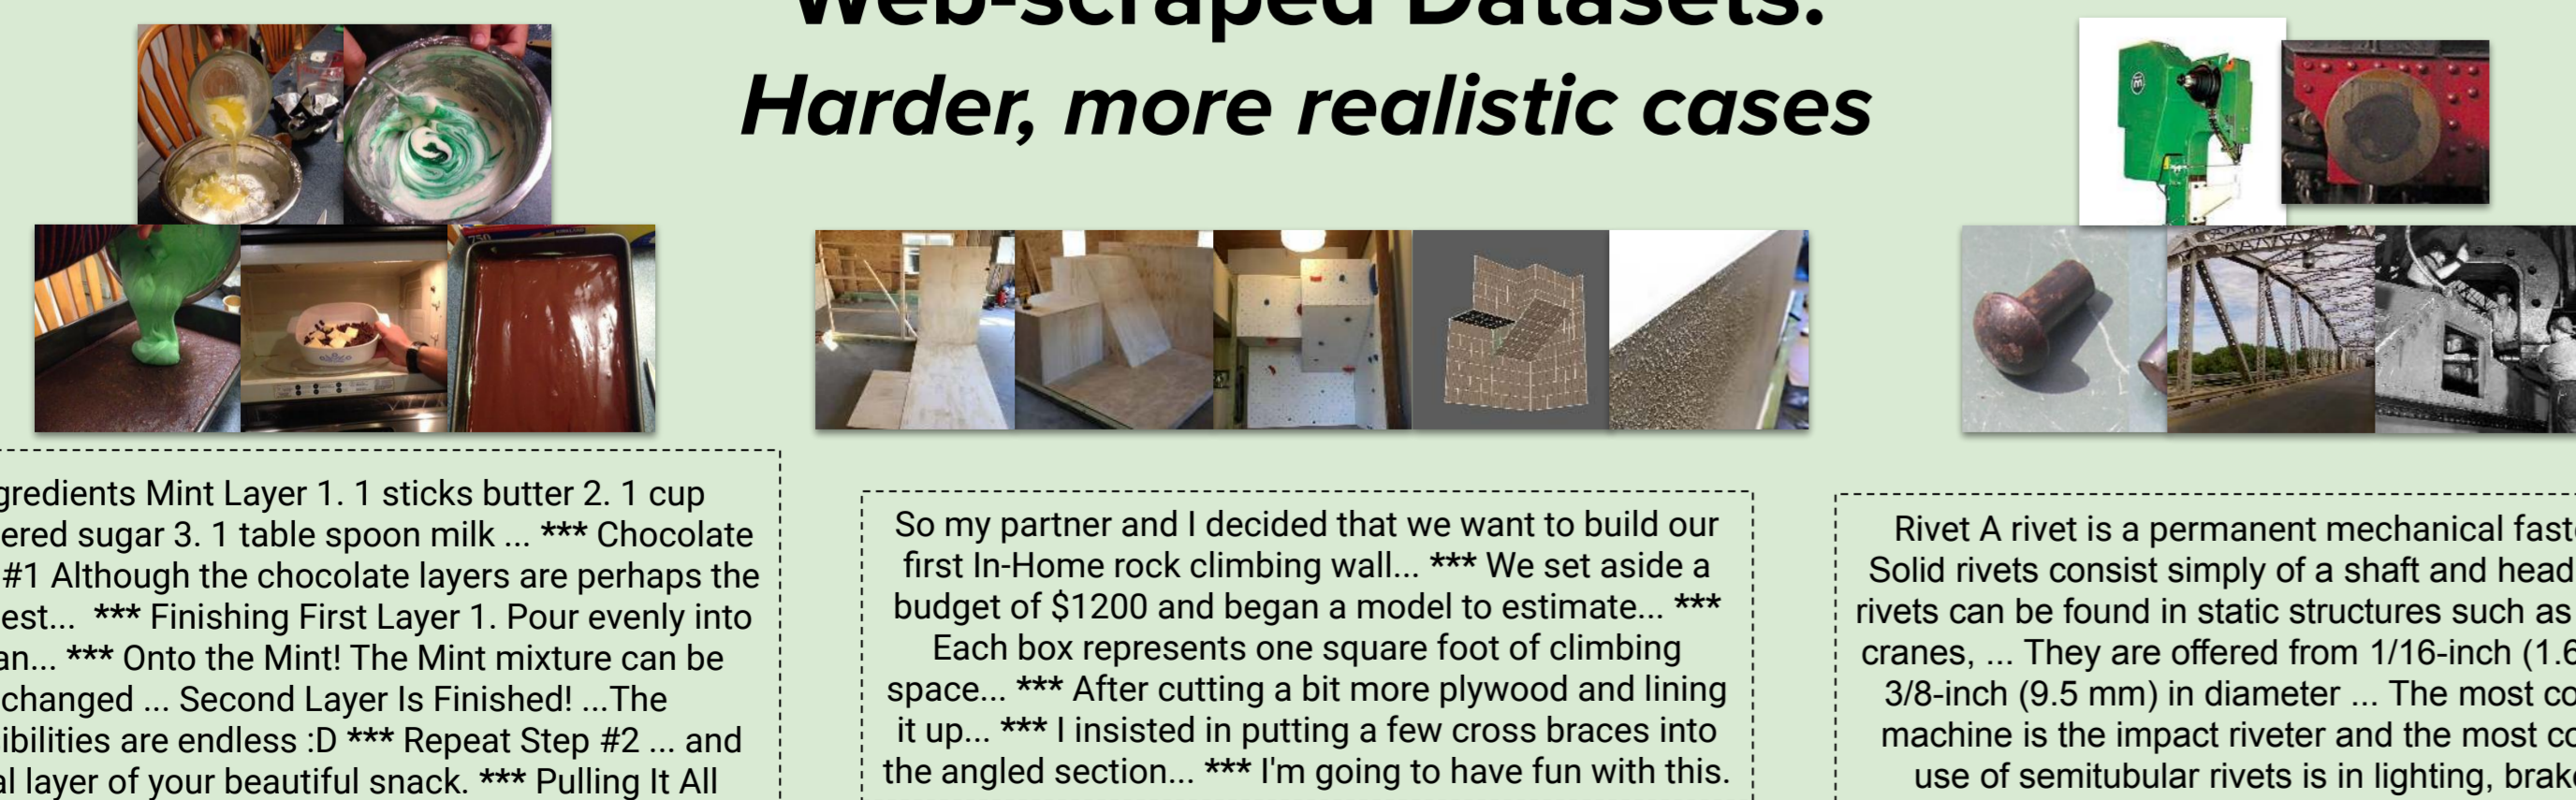 Web-scraped Datasets:
Harder, more realistic cases
gredients Mint Layer 1. 1 sticks butter 2. 1 cup
ered sugar 3. 1 table spoon milk ... *** Chocolate
#1 Although the chocolate layers are perhaps the
est... *** Finishing First Layer 1. Pour evenly into
an... *** Onto the Mint! The Mint mixture can be
changed ... Second Layer Is Finished! ...The
ibilities are endless :D *** Repeat Step #2 ... and
al layer of your beautiful snack. *** Pulling It All
So my partner and I decided that we want to build our
first In-Home rock climbing wall... *** We set aside a
budget of $1200 and began a model to estimate... ***
Each box represents one square foot of climbing
space... *** After cutting a bit more plywood and lining
it up... *** I insisted in putting a few cross braces into
the angled section... *** I'm going to have fun with this.
Rivet A rivet is a permanent mechanical faste
Solid rivets consist simply of a shaft and head
rivets can be found in static structures such as
cranes, ... They are offered from 1/16-inch (1.6
3/8-inch (9.5 mm) in diameter ... The most co
machine is the impact riveter and the most co
use of semitubular rivets is in lighting, brake